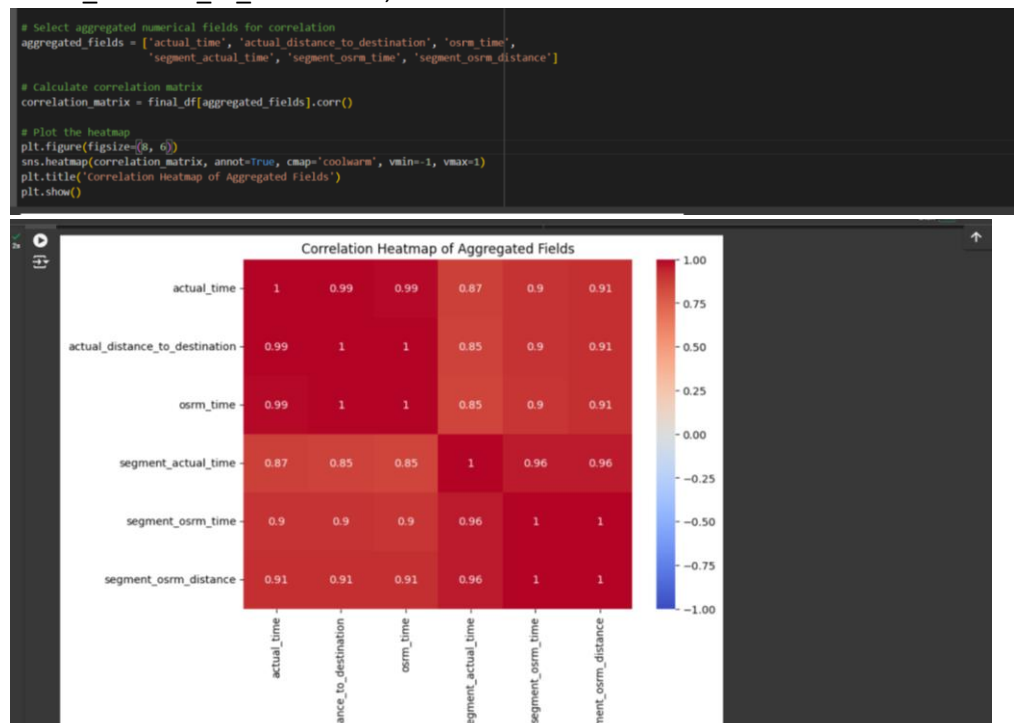 # Select aggregated numerical fields for correlation
aggregated_fields = ['actual_time', 'actual_distance_to_destination', 'osrm_time',
'segment_actual_time', 'segment_osrm_time', 'segment_osrm_distance']
# Calculate correlation matrix
correlation_matrix = final_df[aggregated_fields].corr()
# Plot the heatmap
plt.figure(figsize=(8, 6))
sns.heatmap(correlation_matrix, annot=True, cmap='coolwarm', vmin=-1, vmax=1)
plt.title('Correlation Heatmap of Aggregated Fields')
plt.show()
2s
Correlation Heatmap of Aggregated Fields
actual_time 1 0.99 0.99 0.87 0.9 0.91
actual_distance_to_destination 0.99 1 1 0.85 0.9 0.91
osrm_time 0.99 1 1 0.85 0.9 0.91
segment_actual_time 0.87 0.85 0.85 1 0.96 0.96
segment_osrm_time 0.9 0.9 0.9 0.96 1 1
segment_osrm_distance 0.91 0.91 0.91 0.96 1 1
1.00
0.75
0.50
0.25
0.00
−0.25
−0.50
−0.75
−1.00
actual_time
ance_to_destination
osrm_time
egment_actual_time
segment_osrm_time
ment_osrm_distance